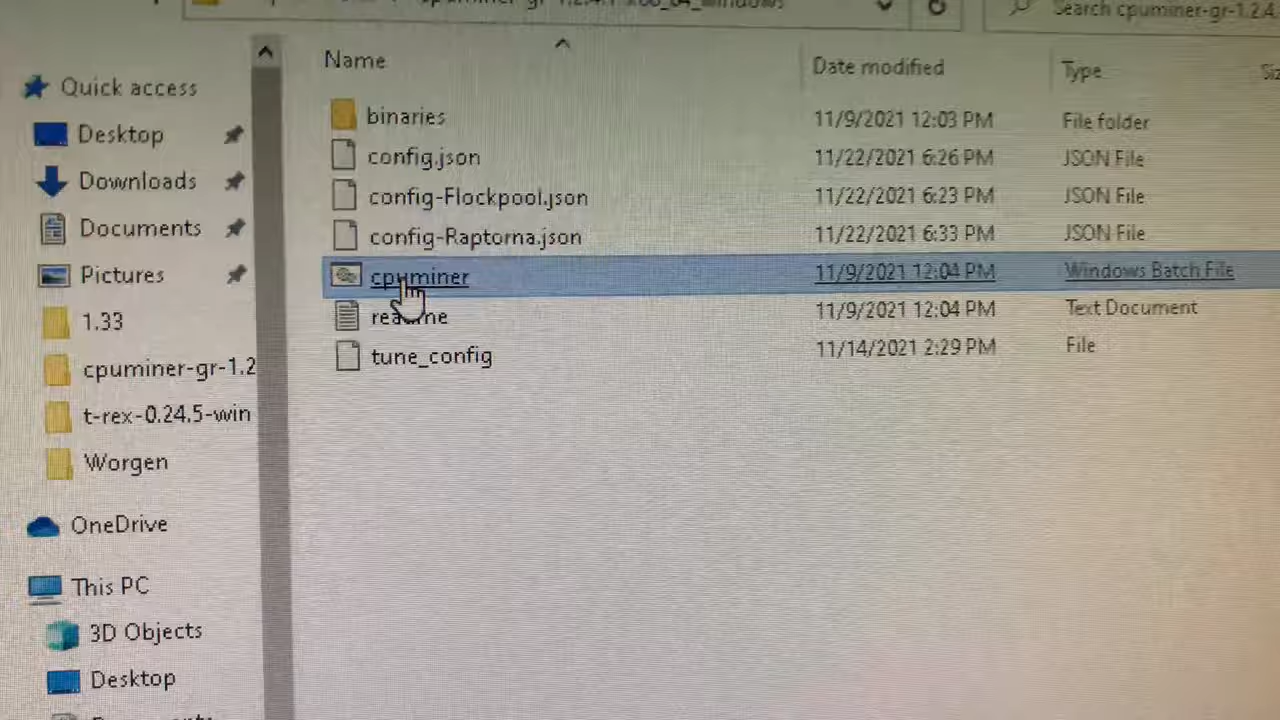 Search cpuminer-gr-1.2.4
Name
Date modified
Type
Quick access
Desktop
Downloads
Documents
Pictures
1.33
cpuminer-gr-1.2
t-rex-0.24.5-win
Worgen
OneDrive
This PC
3D Objects
Desktop
binaries 11/9/2021 12:03 PM File folder
config.json 11/22/2021 6:26 PM JSON File
config-Flockpool.json 11/22/2021 6:23 PM JSON File
config-Raptorna.json 11/22/2021 6:33 PM JSON File
cpuminer 11/9/2021 12:04 PM Windows Batch File
readme 11/9/2021 12:04 PM Text Document
tune_config 11/14/2021 2:29 PM File